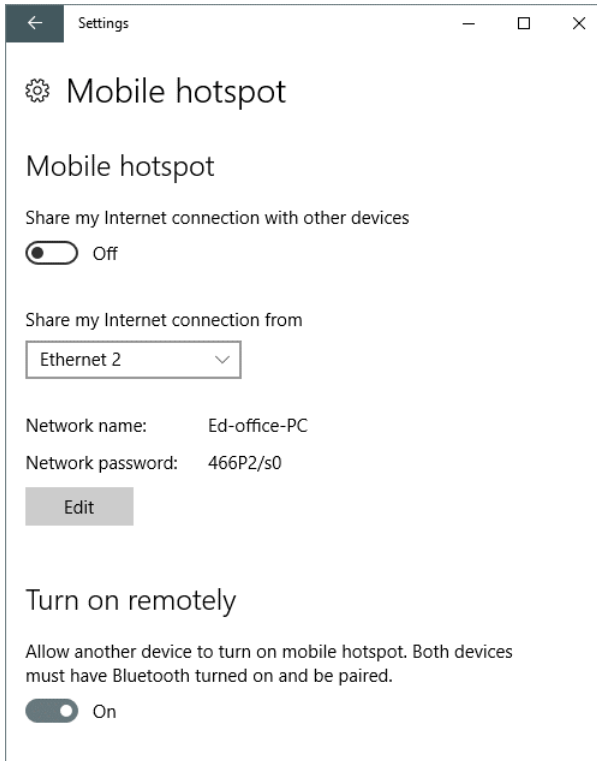 Settings
Mobile hotspot
Mobile hotspot
Share my Internet connection with other devices
Off
Share my Internet connection from
Ethernet 2
Network name: Ed-office-PC
Network password: 466P2/s0
Edit
Turn on remotely
Allow another device to turn on mobile hotspot. Both devices
must have Bluetooth turned on and be paired.
On